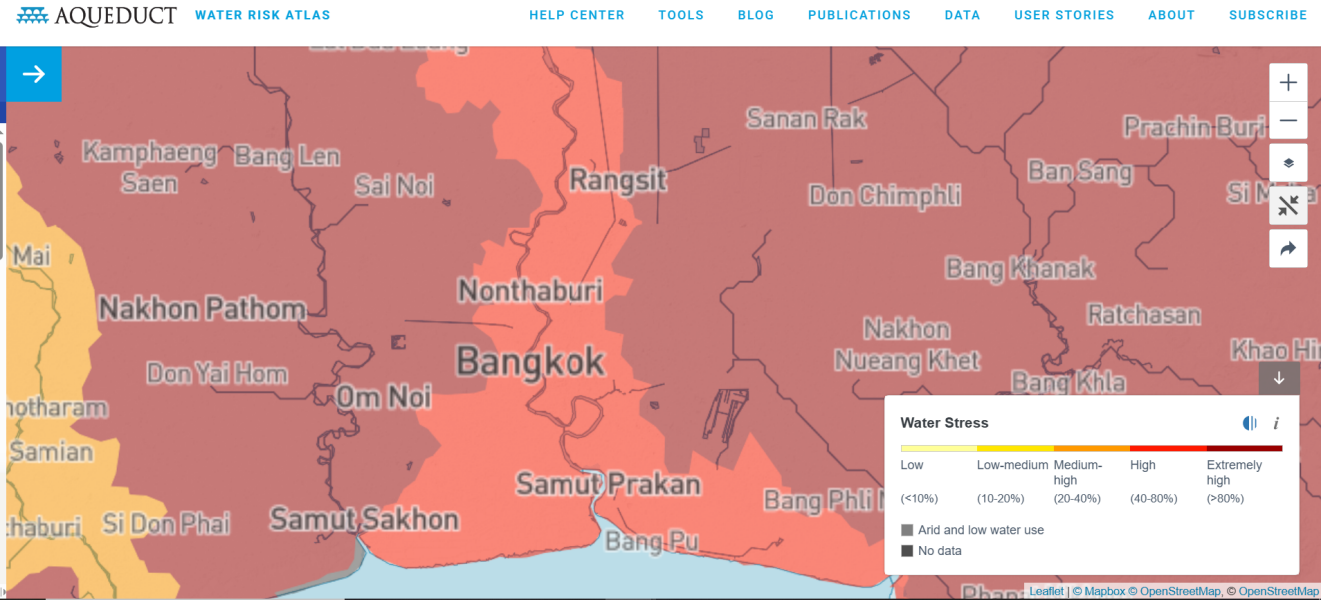 AQUEDUCT WATER RISK ATLAS HELP CENTER TOOLS BLOG PUBLICATIONS DATA USER STORIES ABOUT SUBSCRIBE
Sanan Rak
Prachin Buri
Kamphaeng
Saen
Bang Len
Sai Noi
Rangsit
Don Chimphli
Ban Sang
Mai
Bang Khanak
Nonthaburi
Nakhon Pathom
Ratchasan
Nakhon
Nueang Khet
Bangkok
Don Yai Hom
Om Noi
Bang Khla
Samian
Samut Prakan
Bang Phli
Si Don Phai
Samut Sakhon
Bang Pu
Water Stress
Low Low-medium Medium-high High Extremely high
(<10%) (10-20%) (20-40%) (40-80%) (>80%)
Arid and low water use
No data
Leaflet | © Mapbox © OpenStreetMap, © OpenStreetMap